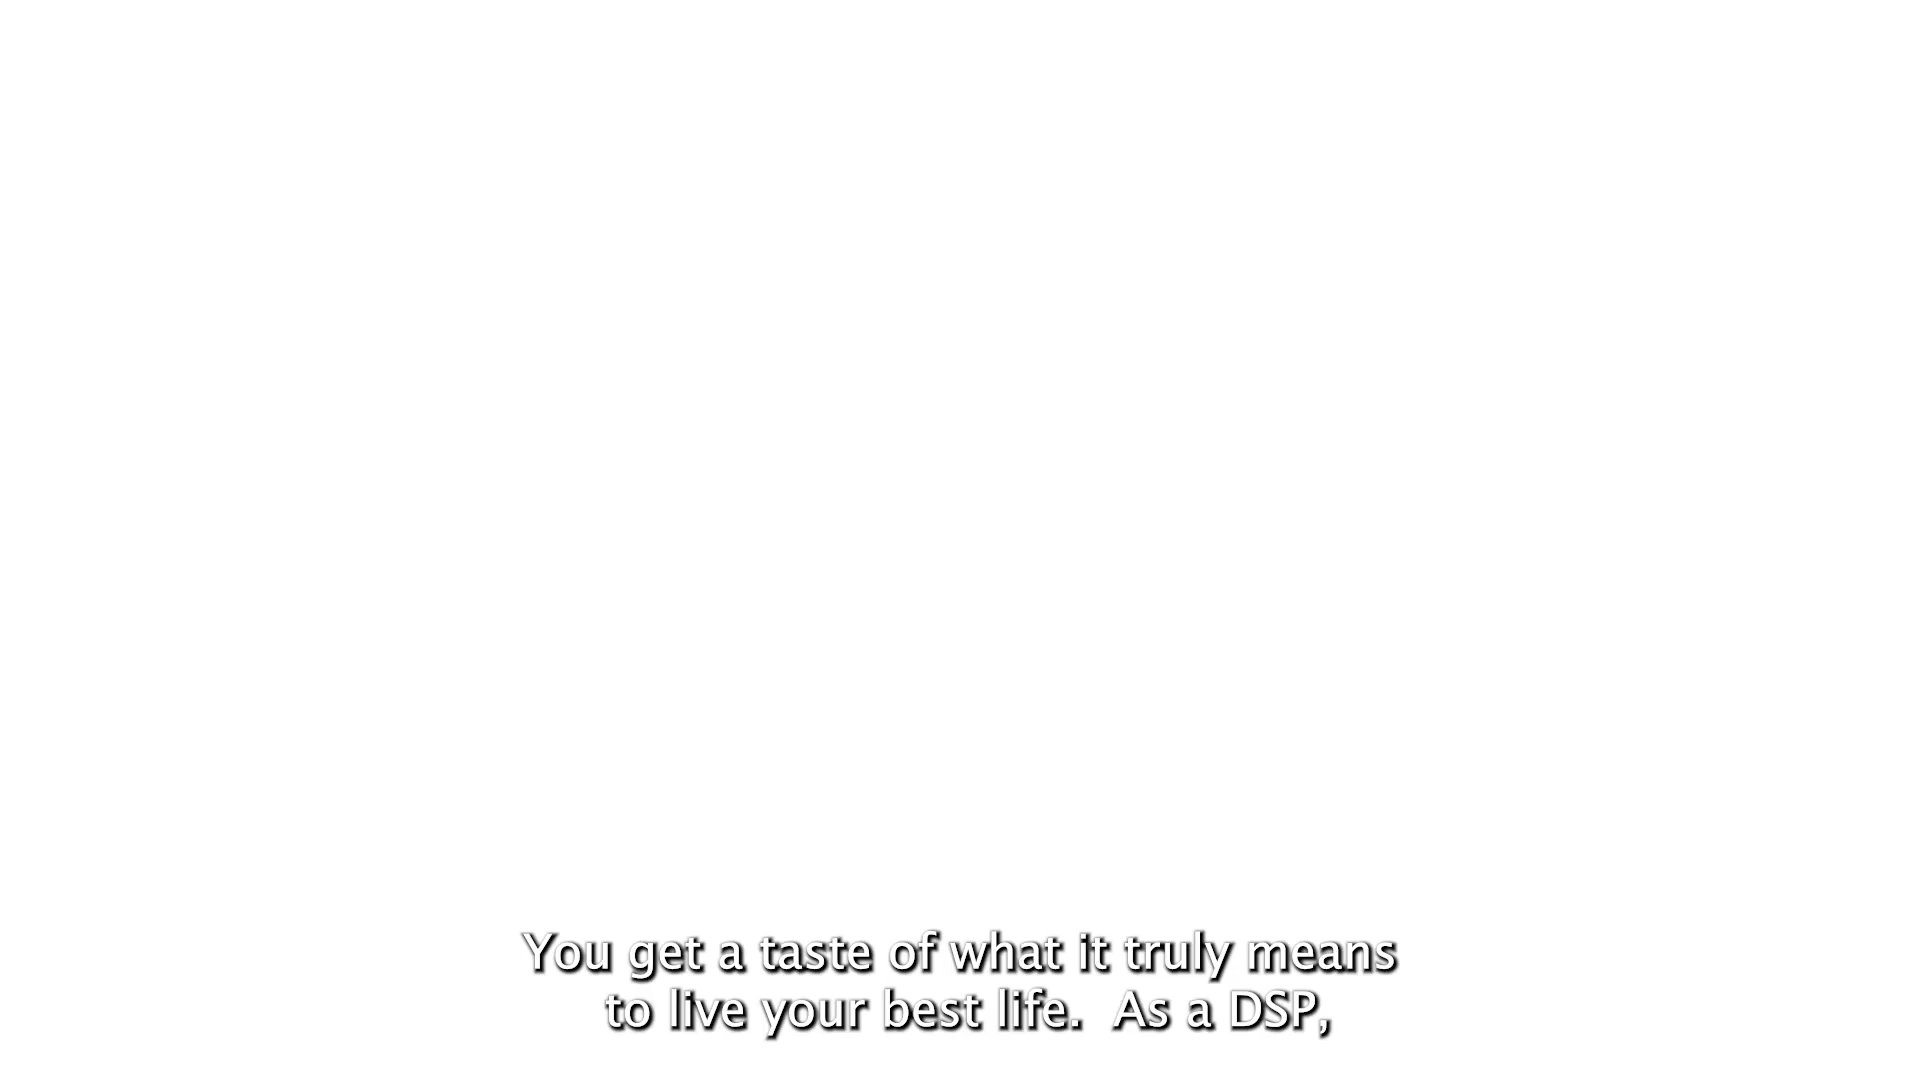 You get a taste of what it truly means
to live your best life.  As a DSP,